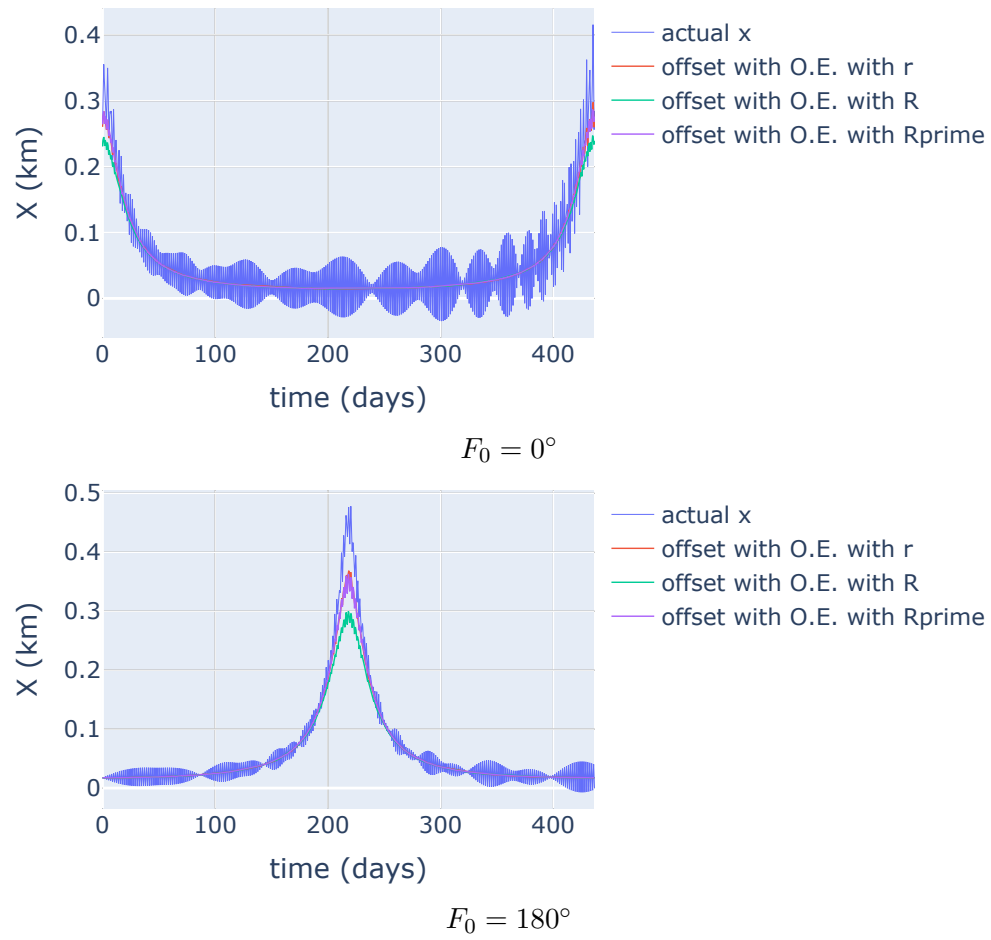 0.4
0.3
0.2
0.1
0
X (km)
0 100 200 300 400
time (days)
actual x
offset with O.E. with r
offset with O.E. with R
offset with O.E. with Rprime
F₀ = 0°
0.5
0.4
0.3
0.2
0.1
0
X (km)
0 100 200 300 400
time (days)
actual x
offset with O.E. with r
offset with O.E. with R
offset with O.E. with Rprime
F₀ = 180°